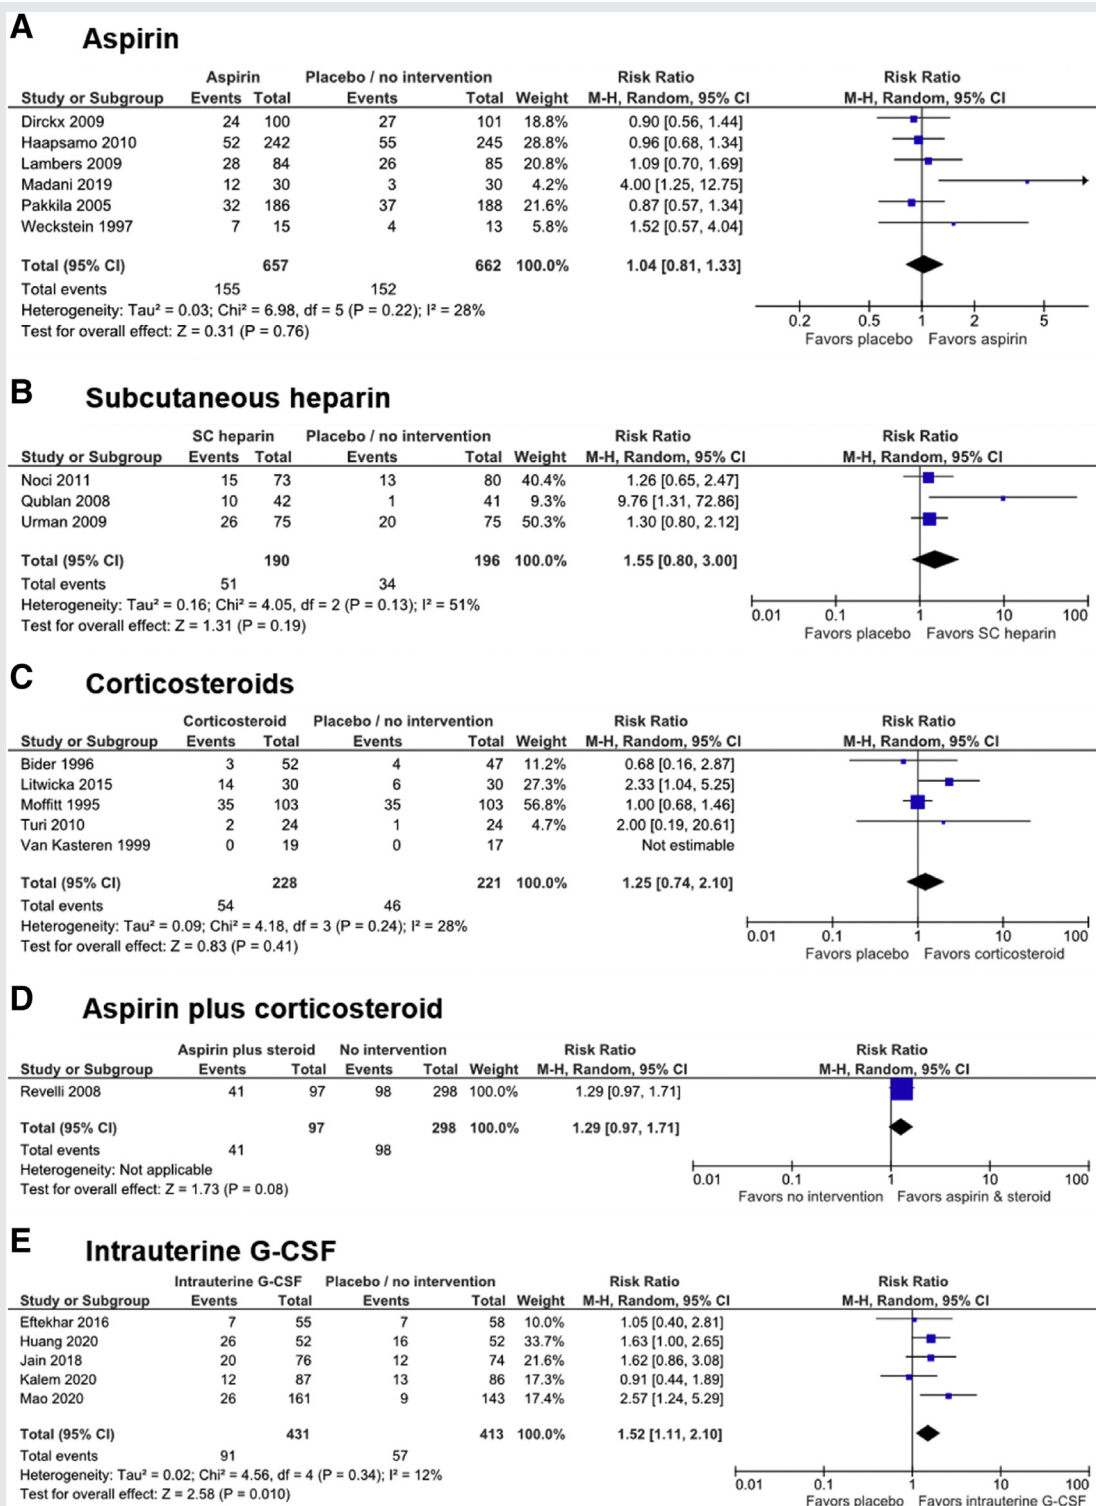 A Aspirin
Aspirin Placebo / no intervention Risk Ratio Risk Ratio
Study or Subgroup Events Total Events Total Weight M-H, Random, 95% CI M-H, Random, 95% CI
Dirckx 2009 24 100 27 101 18.8% 0.90 [0.56, 1.44]
Haapsamo 2010 52 242 55 245 28.8% 0.96 [0.68, 1.34]
Lambers 2009 28 84 26 85 20.8% 1.09 [0.70, 1.69]
Madani 2019 12 30 3 30 4.2% 4.00 [1.25, 12.75]
Pakkila 2005 32 186 37 188 21.6% 0.87 [0.57, 1.34]
Weckstein 1997 7 15 4 13 5.8% 1.52 [0.57, 4.04]
Total (95% CI) 657 662 100.0% 1.04 [0.81, 1.33]
Total events 155 152
Heterogeneity: Tau² = 0.03; Chi² = 6.98, df = 5 (P = 0.22); I² = 28%
Test for overall effect: Z = 0.31 (P = 0.76)
0.2 0.5 1 2 5
Favors placebo Favors aspirin
B Subcutaneous heparin
SC heparin Placebo / no intervention Risk Ratio Risk Ratio
Study or Subgroup Events Total Events Total Weight M-H, Random, 95% CI M-H, Random, 95% CI
Noci 2011 15 73 13 80 40.4% 1.26 [0.65, 2.47]
Qublan 2008 10 42 1 41 9.3% 9.76 [1.31, 72.86]
Urman 2009 26 75 20 75 50.3% 1.30 [0.80, 2.12]
Total (95% CI) 190 196 100.0% 1.55 [0.80, 3.00]
Total events 51 34
Heterogeneity: Tau² = 0.16; Chi² = 4.05, df = 2 (P = 0.13); I² = 51%
Test for overall effect: Z = 1.31 (P = 0.19)
0.01 0.1 1 10 100
Favors placebo Favors SC heparin
C Corticosteroids
Corticosteroid Placebo / no intervention Risk Ratio Risk Ratio
Study or Subgroup Events Total Events Total Weight M-H, Random, 95% CI M-H, Random, 95% CI
Bider 1996 3 52 4 47 11.2% 0.68 [0.16, 2.87]
Litwicka 2015 14 30 6 30 27.3% 2.33 [1.04, 5.25]
Moffitt 1995 35 103 35 103 56.8% 1.00 [0.68, 1.46]
Turi 2010 2 24 1 24 4.7% 2.00 [0.19, 20.61]
Van Kasteren 1999 0 19 0 17 Not estimable
Total (95% CI) 228 221 100.0% 1.25 [0.74, 2.10]
Total events 54 46
Heterogeneity: Tau² = 0.09; Chi² = 4.18, df = 3 (P = 0.24); I² = 28%
Test for overall effect: Z = 0.83 (P = 0.41)
0.01 0.1 1 10 100
Favors placebo Favors corticosteroid
D Aspirin plus corticosteroid
Aspirin plus steroid No intervention Risk Ratio Risk Ratio
Study or Subgroup Events Total Events Total Weight M-H, Random, 95% CI M-H, Random, 95% CI
Revelli 2008 41 97 98 298 100.0% 1.29 [0.97, 1.71]
Total (95% CI) 97 298 100.0% 1.29 [0.97, 1.71]
Total events 41 98
Heterogeneity: Not applicable
Test for overall effect: Z = 1.73 (P = 0.08)
0.01 0.1 1 10 100
Favors no intervention Favors aspirin & steroid
E Intrauterine G-CSF
Intrauterine G-CSF Placebo / no intervention Risk Ratio Risk Ratio
Study or Subgroup Events Total Events Total Weight M-H, Random, 95% CI M-H, Random, 95% CI
Eftekhar 2016 7 55 7 58 10.0% 1.05 [0.40, 2.81]
Huang 2020 26 52 16 52 33.7% 1.63 [1.00, 2.65]
Jain 2018 20 76 12 74 21.6% 1.62 [0.86, 3.08]
Kalem 2020 12 87 13 86 22.6% 0.91 [0.44, 1.89]
Mao 2020 26 161 9 143 17.4% 2.57 [1.24, 5.29]
Total (95% CI) 431 413 100.0% 1.52 [1.11, 2.10]
Total events 91 57
Heterogeneity: Tau² = 0.02; Chi² = 4.56, df = 4 (P = 0.34); I² = 12%
Test for overall effect: Z = 2.58 (P = 0.010)
0.01 0.1 1 10 100
Favors placebo Favors intrauterine G-CSF